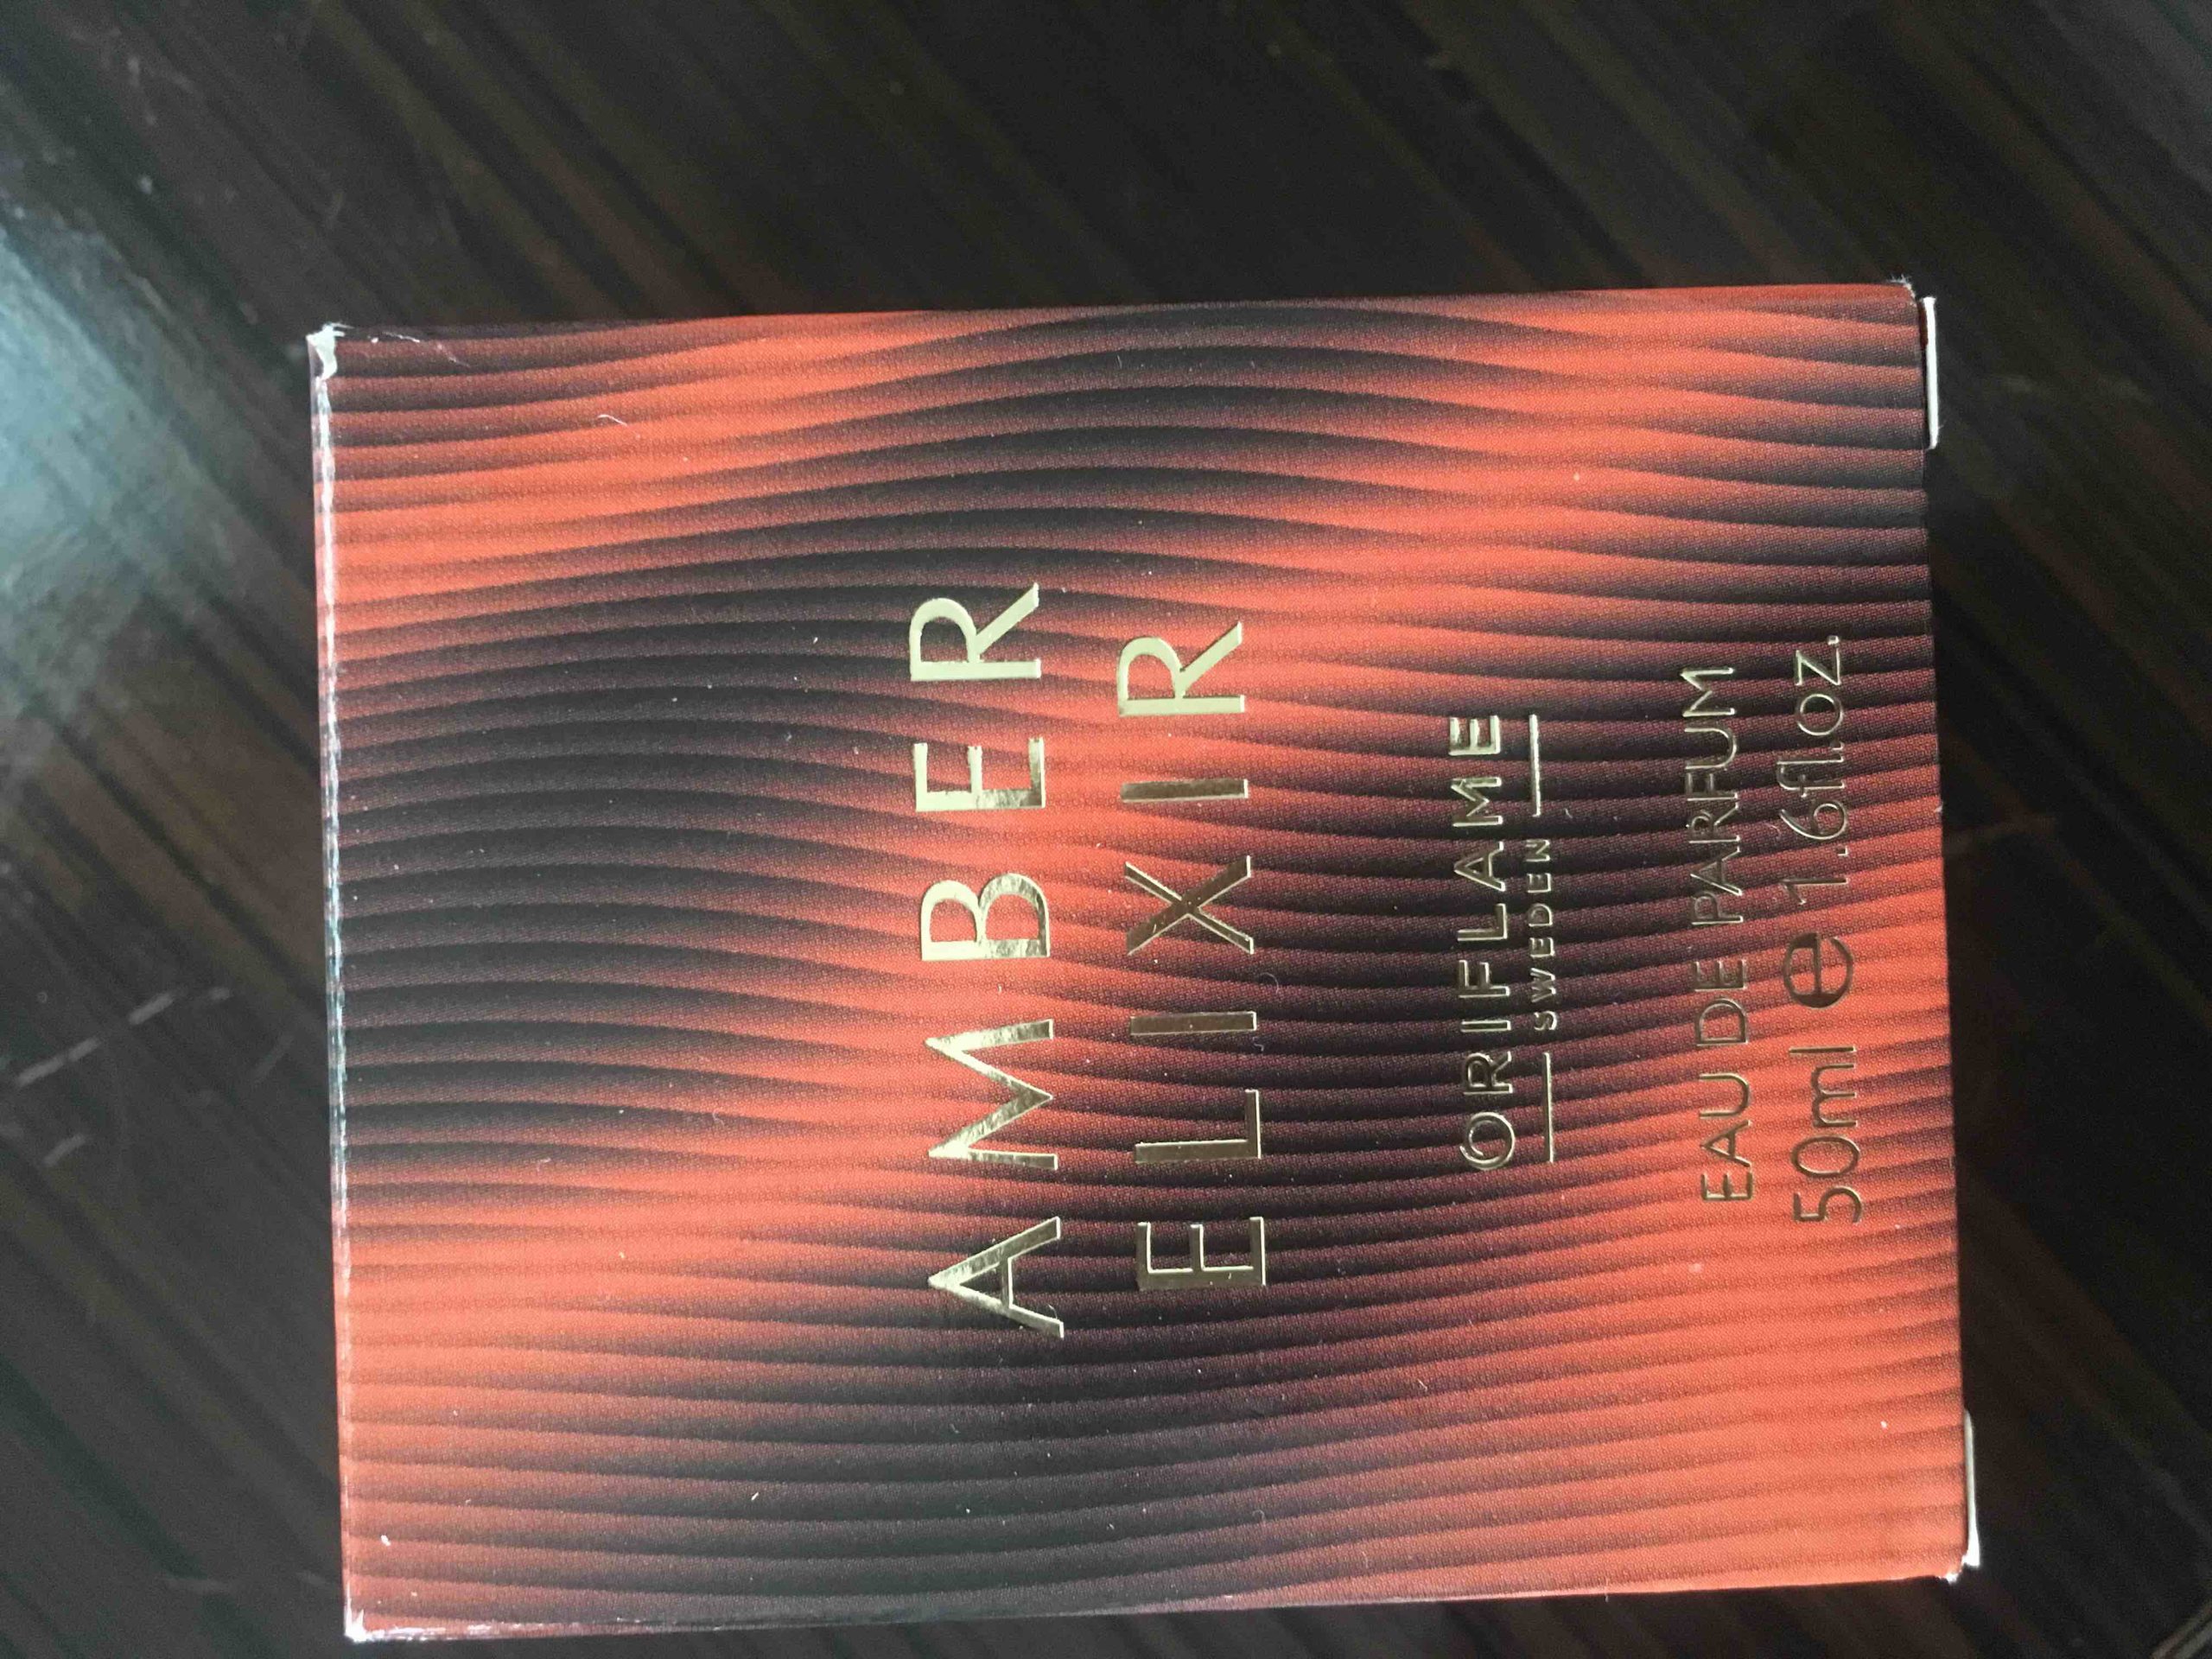 AMBER
ELIXIR
ORIFLAME
SWEDEN
EAU DE PARFUM
50ml e 1.6fl.oz.